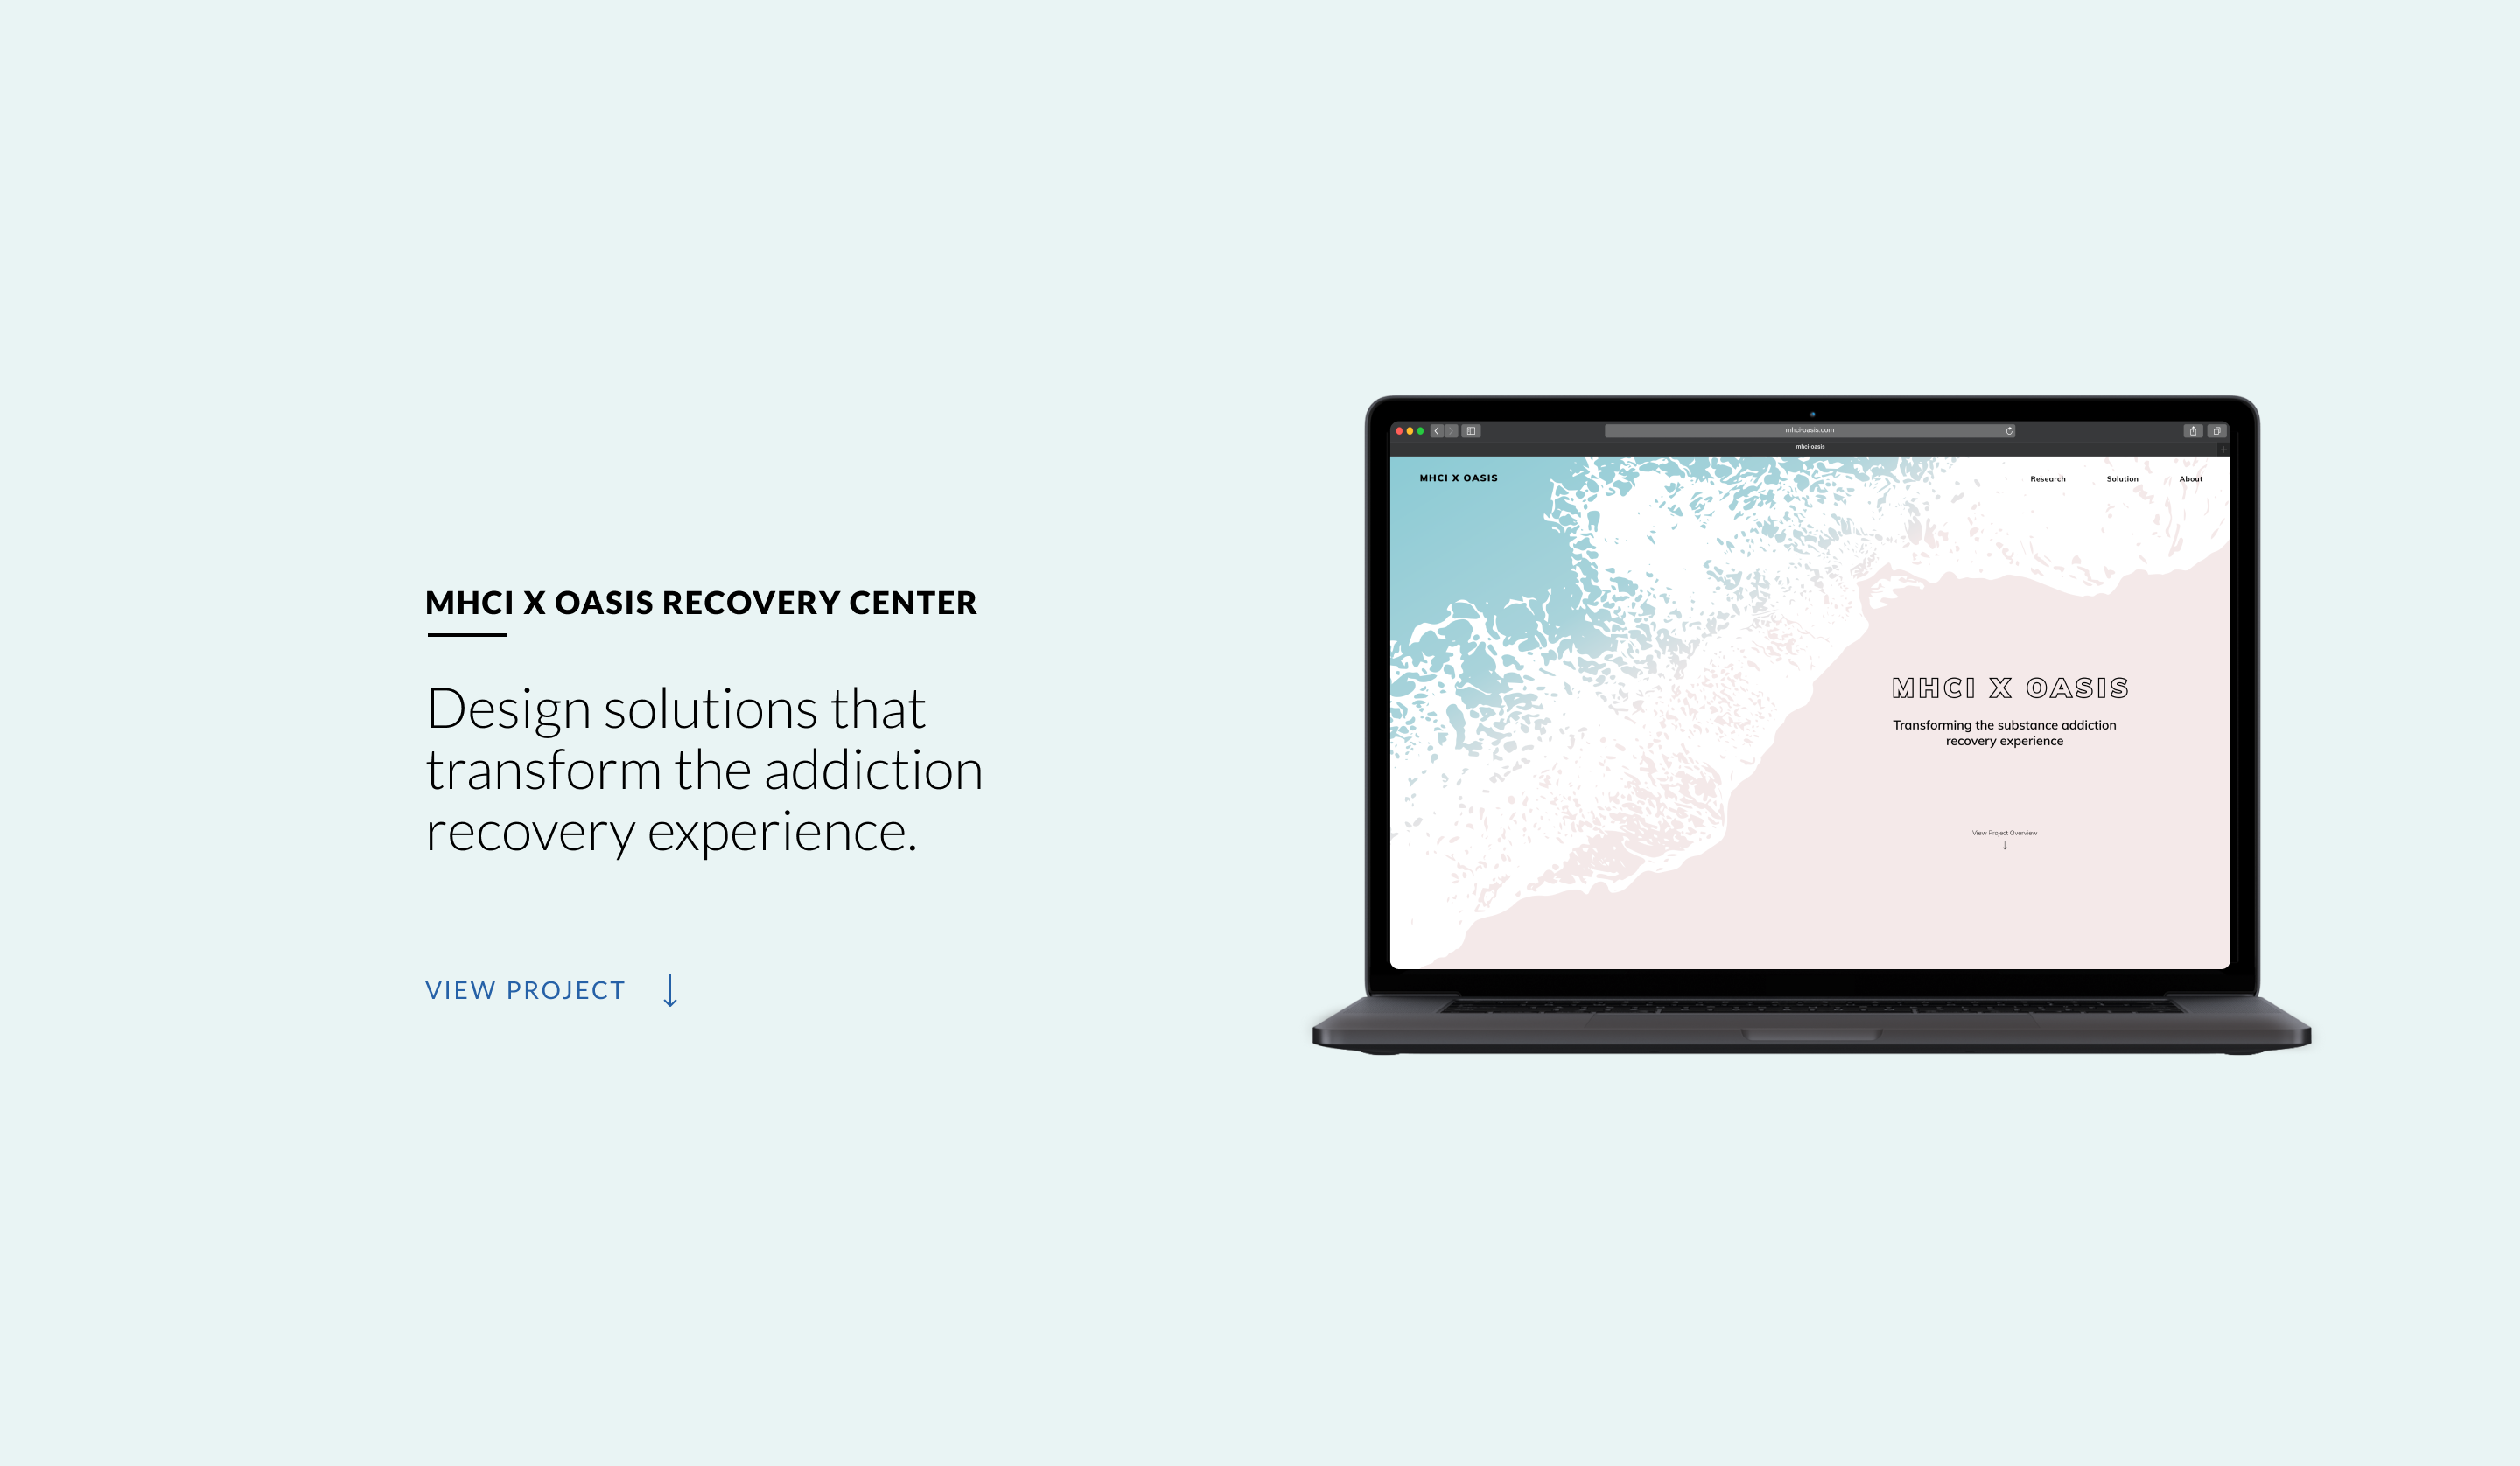 MHCI X OASIS RECOVERY CENTER
Design solutions that
transform the addiction
recovery experience.
VIEW PROJECT ↓
mhci-oasis.com
mhci-oasis
MHCI X OASIS
Research Solution About
MHCI X OASIS
Transforming the substance addiction
recovery experience
View Project Overview
↓